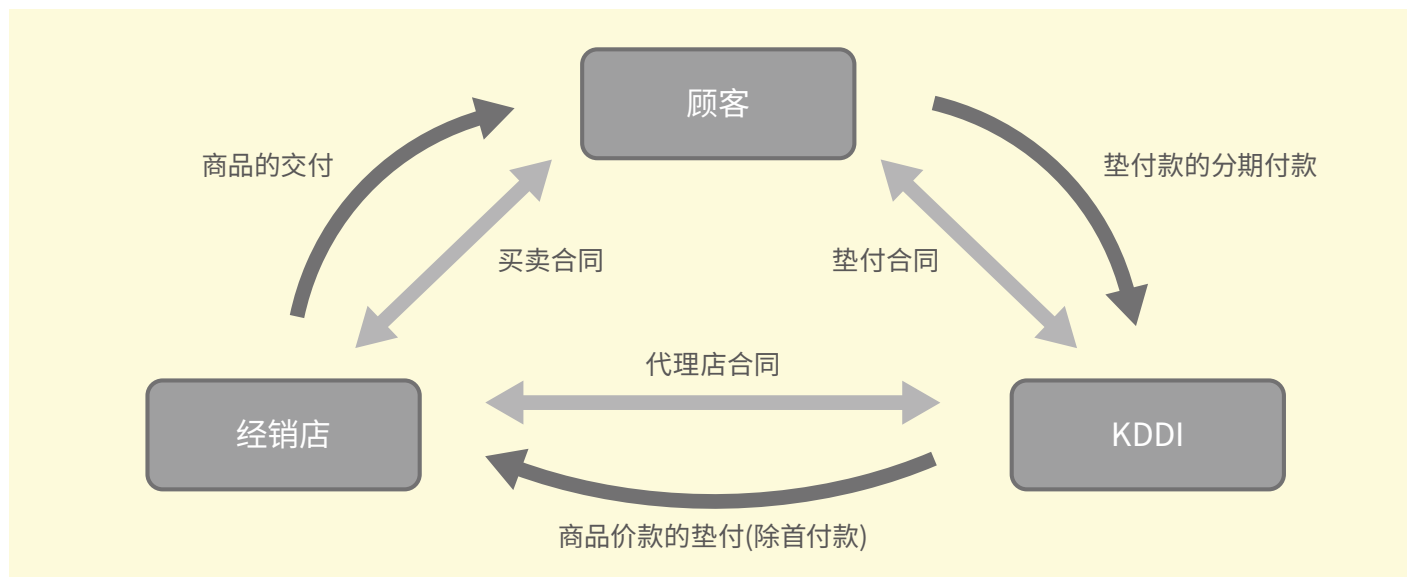 顾客
商品的交付
垫付款的分期付款
买卖合同
垫付合同
代理店合同
经销店
KDDI
商品价款的垫付(除首付款)